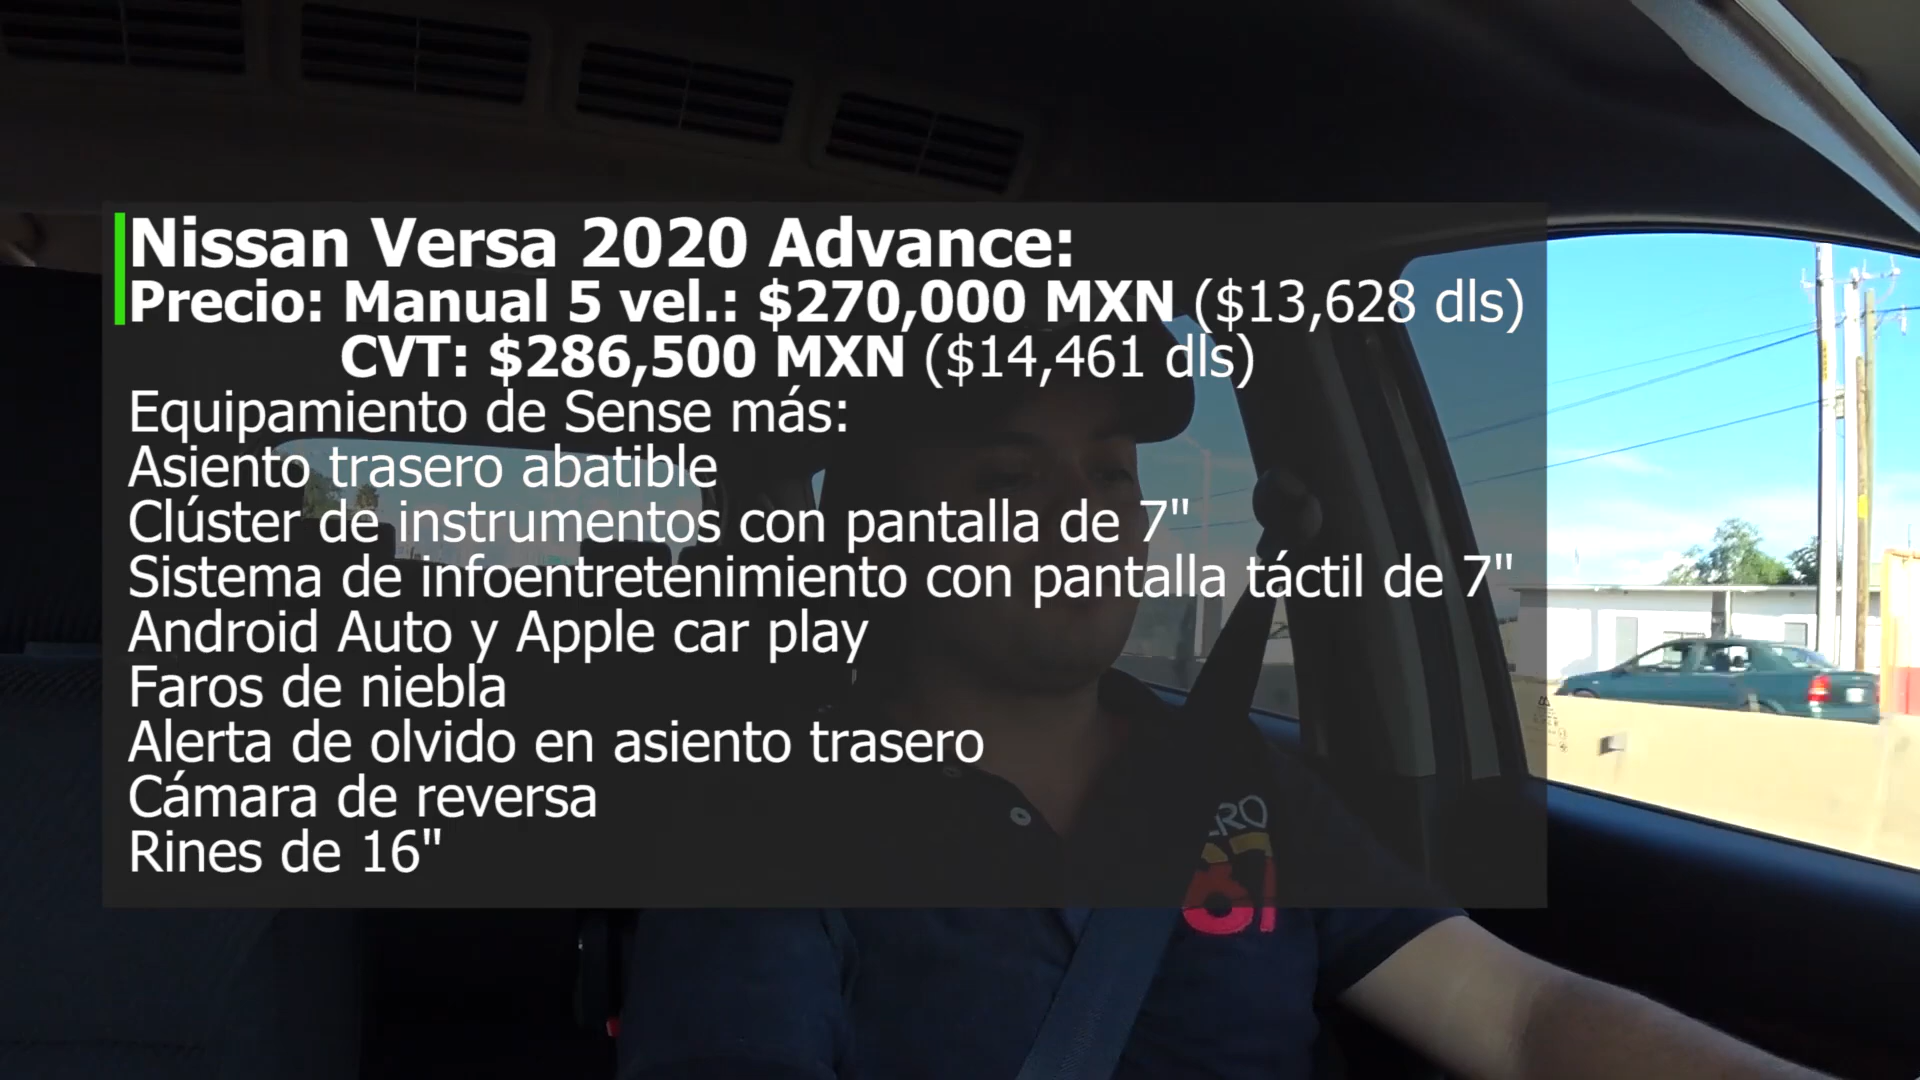 Nissan Versa 2020 Advance:
Precio: Manual 5 vel.: $270,000 MXN ($13,628 dls)
CVT: $286,500 MXN ($14,461 dls)
Equipamiento de Sense más:
Asiento trasero abatible
Clúster de instrumentos con pantalla de 7"
Sistema de infoentretenimiento con pantalla táctil de 7"
Android Auto y Apple car play
Faros de niebla
Alerta de olvido en asiento trasero
Cámara de reversa
Rines de 16"